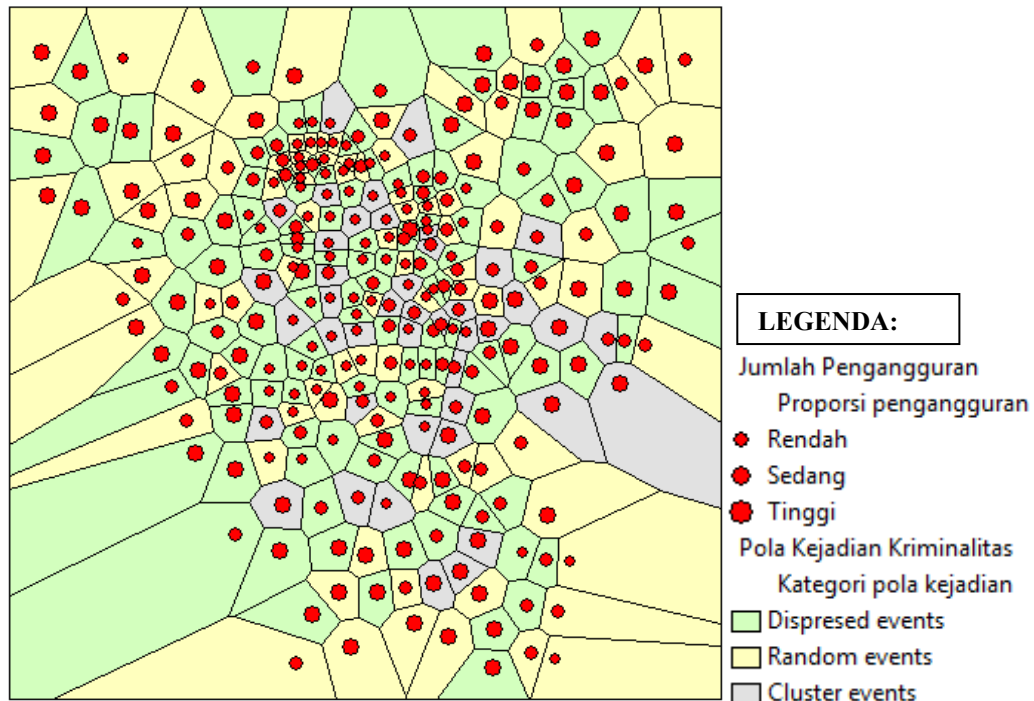 LEGENDA:
Jumlah Pengangguran
Proporsi pengangguran
Rendah
Sedang
Tinggi
Pola Kejadian Kriminalitas
Kategori pola kejadian
Dispresed events
Random events
Cluster events